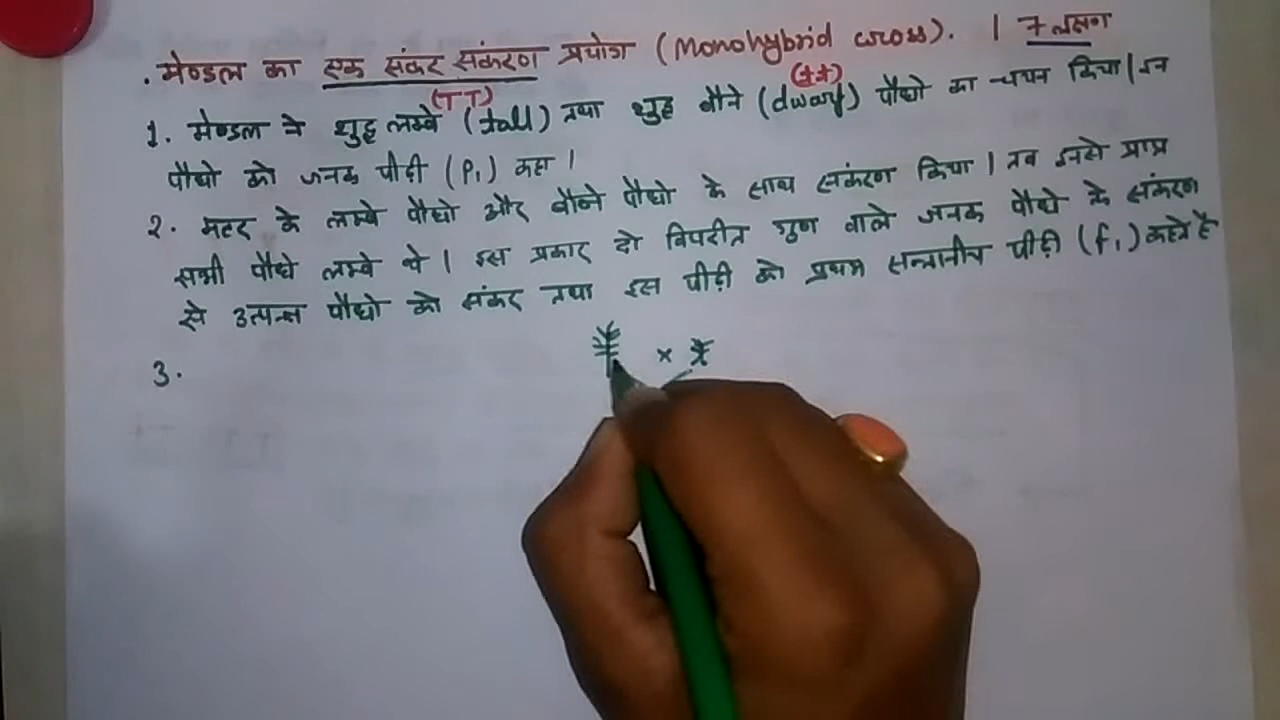 . मेण्डल का एक संकर संकरण प्रयोग (Monohybrid cross). | 7 लक्षण
(TT) (tt)
1. मेण्डल ने शुद्ध लम्बे (tall) तथा शुद्ध बौने (dwarf) पौधो का चयन किया। इन
पौधो को जनक पीढी (P₁) कहा।
2. मटर के लम्बे पौधो और बौने पौधो के साथ संकरण किया। तब इनसे प्राप्त
सभी पौधे लम्बे थे। इस प्रकार दो विपरीत गुण वाले जनक पौधो के संकरण
से उत्पन्न पौधो को संकर तथा इस पीढ़ी को प्रथम सन्तानीय पीढ़ी (f₁) कहते है
3.
×